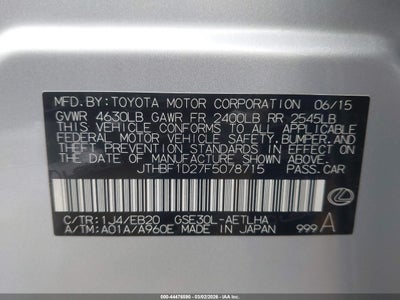 MFD.BY:TOYOTA MOTOR CORPORATION 06/15
GVWR 4630LB GAWR FR 2400LB RR 2545LB
THIS VEHICLE CONFORMS TO ALL APPLICABLE
FEDERAL MOTOR VEHICLE SAFETY, BUMPER, AND
THEFT PREVENTION STANDARDS IN EFFECT ON
THE DATE OF MANUFACTURE SHOWN ABOVE.
JTHBF1D27F5078715 PASS.CAR
C/TR:1J4/EB20 GSE30L-AETLHA
A/TM:A01A/A960E MADE IN JAPAN 999 A
000-44476590 - 03/02/2026 - IAAI.COM